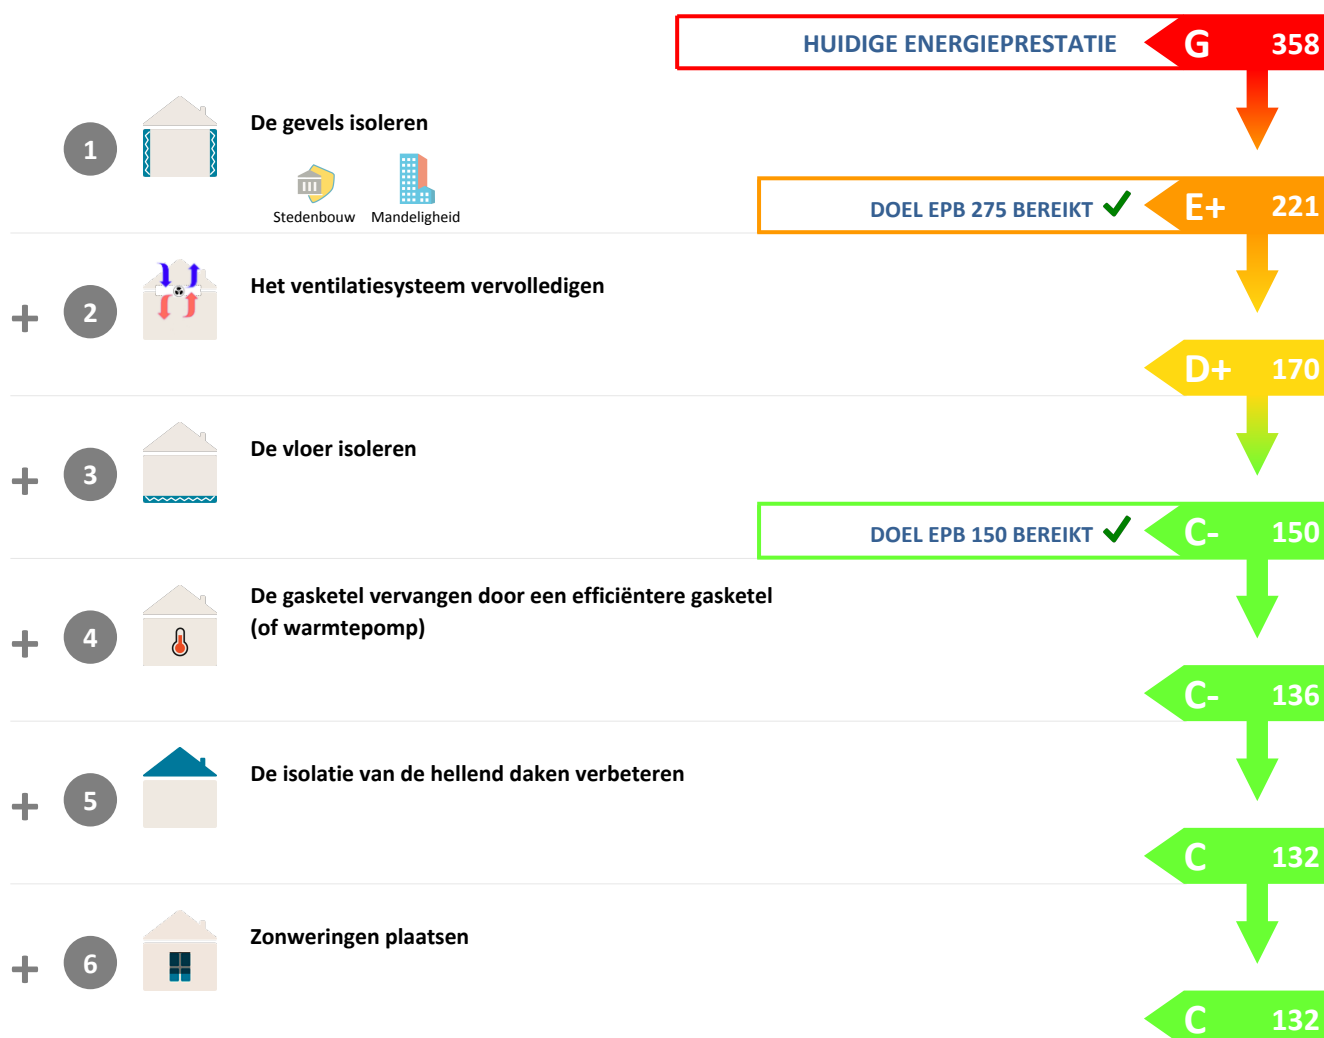 HUIDIGE ENERGIEPRESTATIE G 358
1 De gevels isoleren
Stedenbouw Mandeligheid
DOEL EPB 275 BEREIKT ✔ E+ 221
+ 2 Het ventilatiesysteem vervolledigen
D+ 170
+ 3 De vloer isoleren
DOEL EPB 150 BEREIKT ✔ C- 150
+ 4 De gasketel vervangen door een efficiëntere gasketel
(of warmtepomp)
C- 136
+ 5 De isolatie van de hellend daken verbeteren
C 132
+ 6 Zonweringen plaatsen
C 132